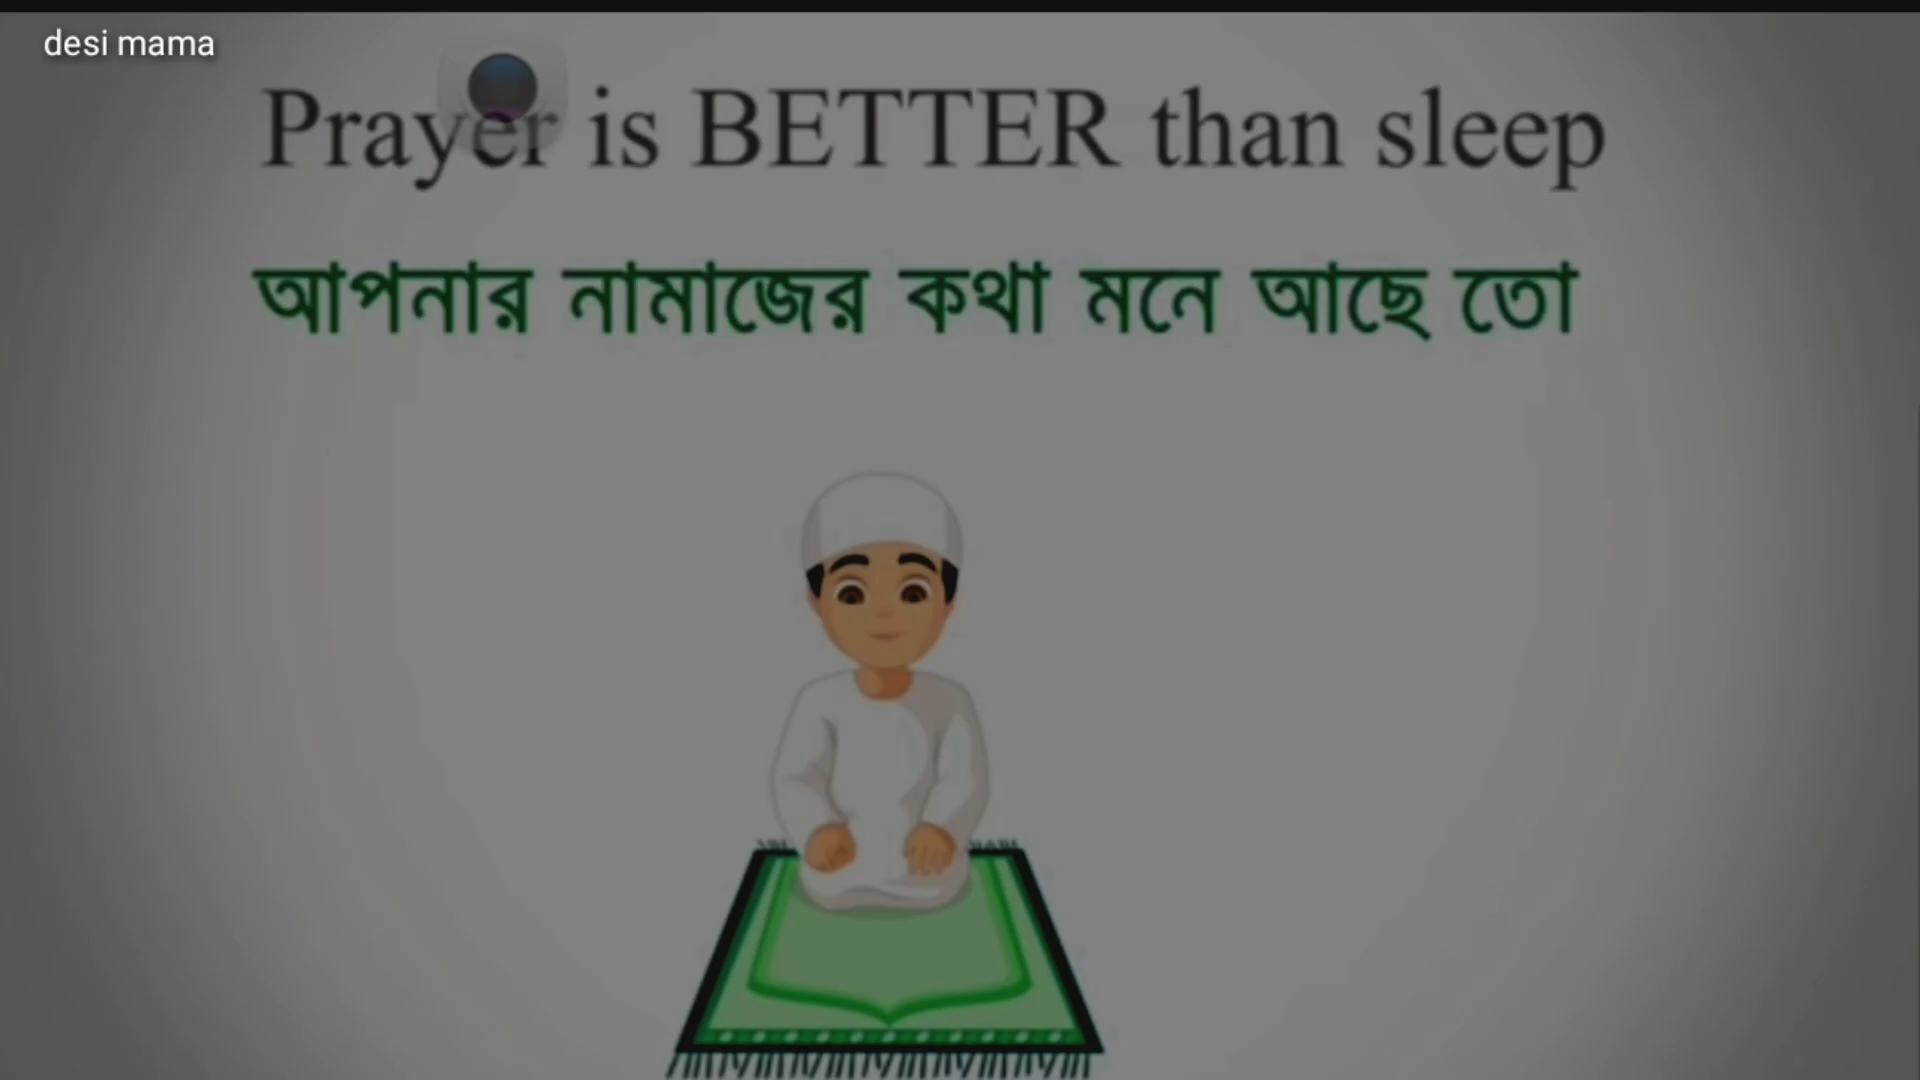 desi mama
Prayer is BETTER than sleep
আপনার নামাজের কথা মনে আছে তো